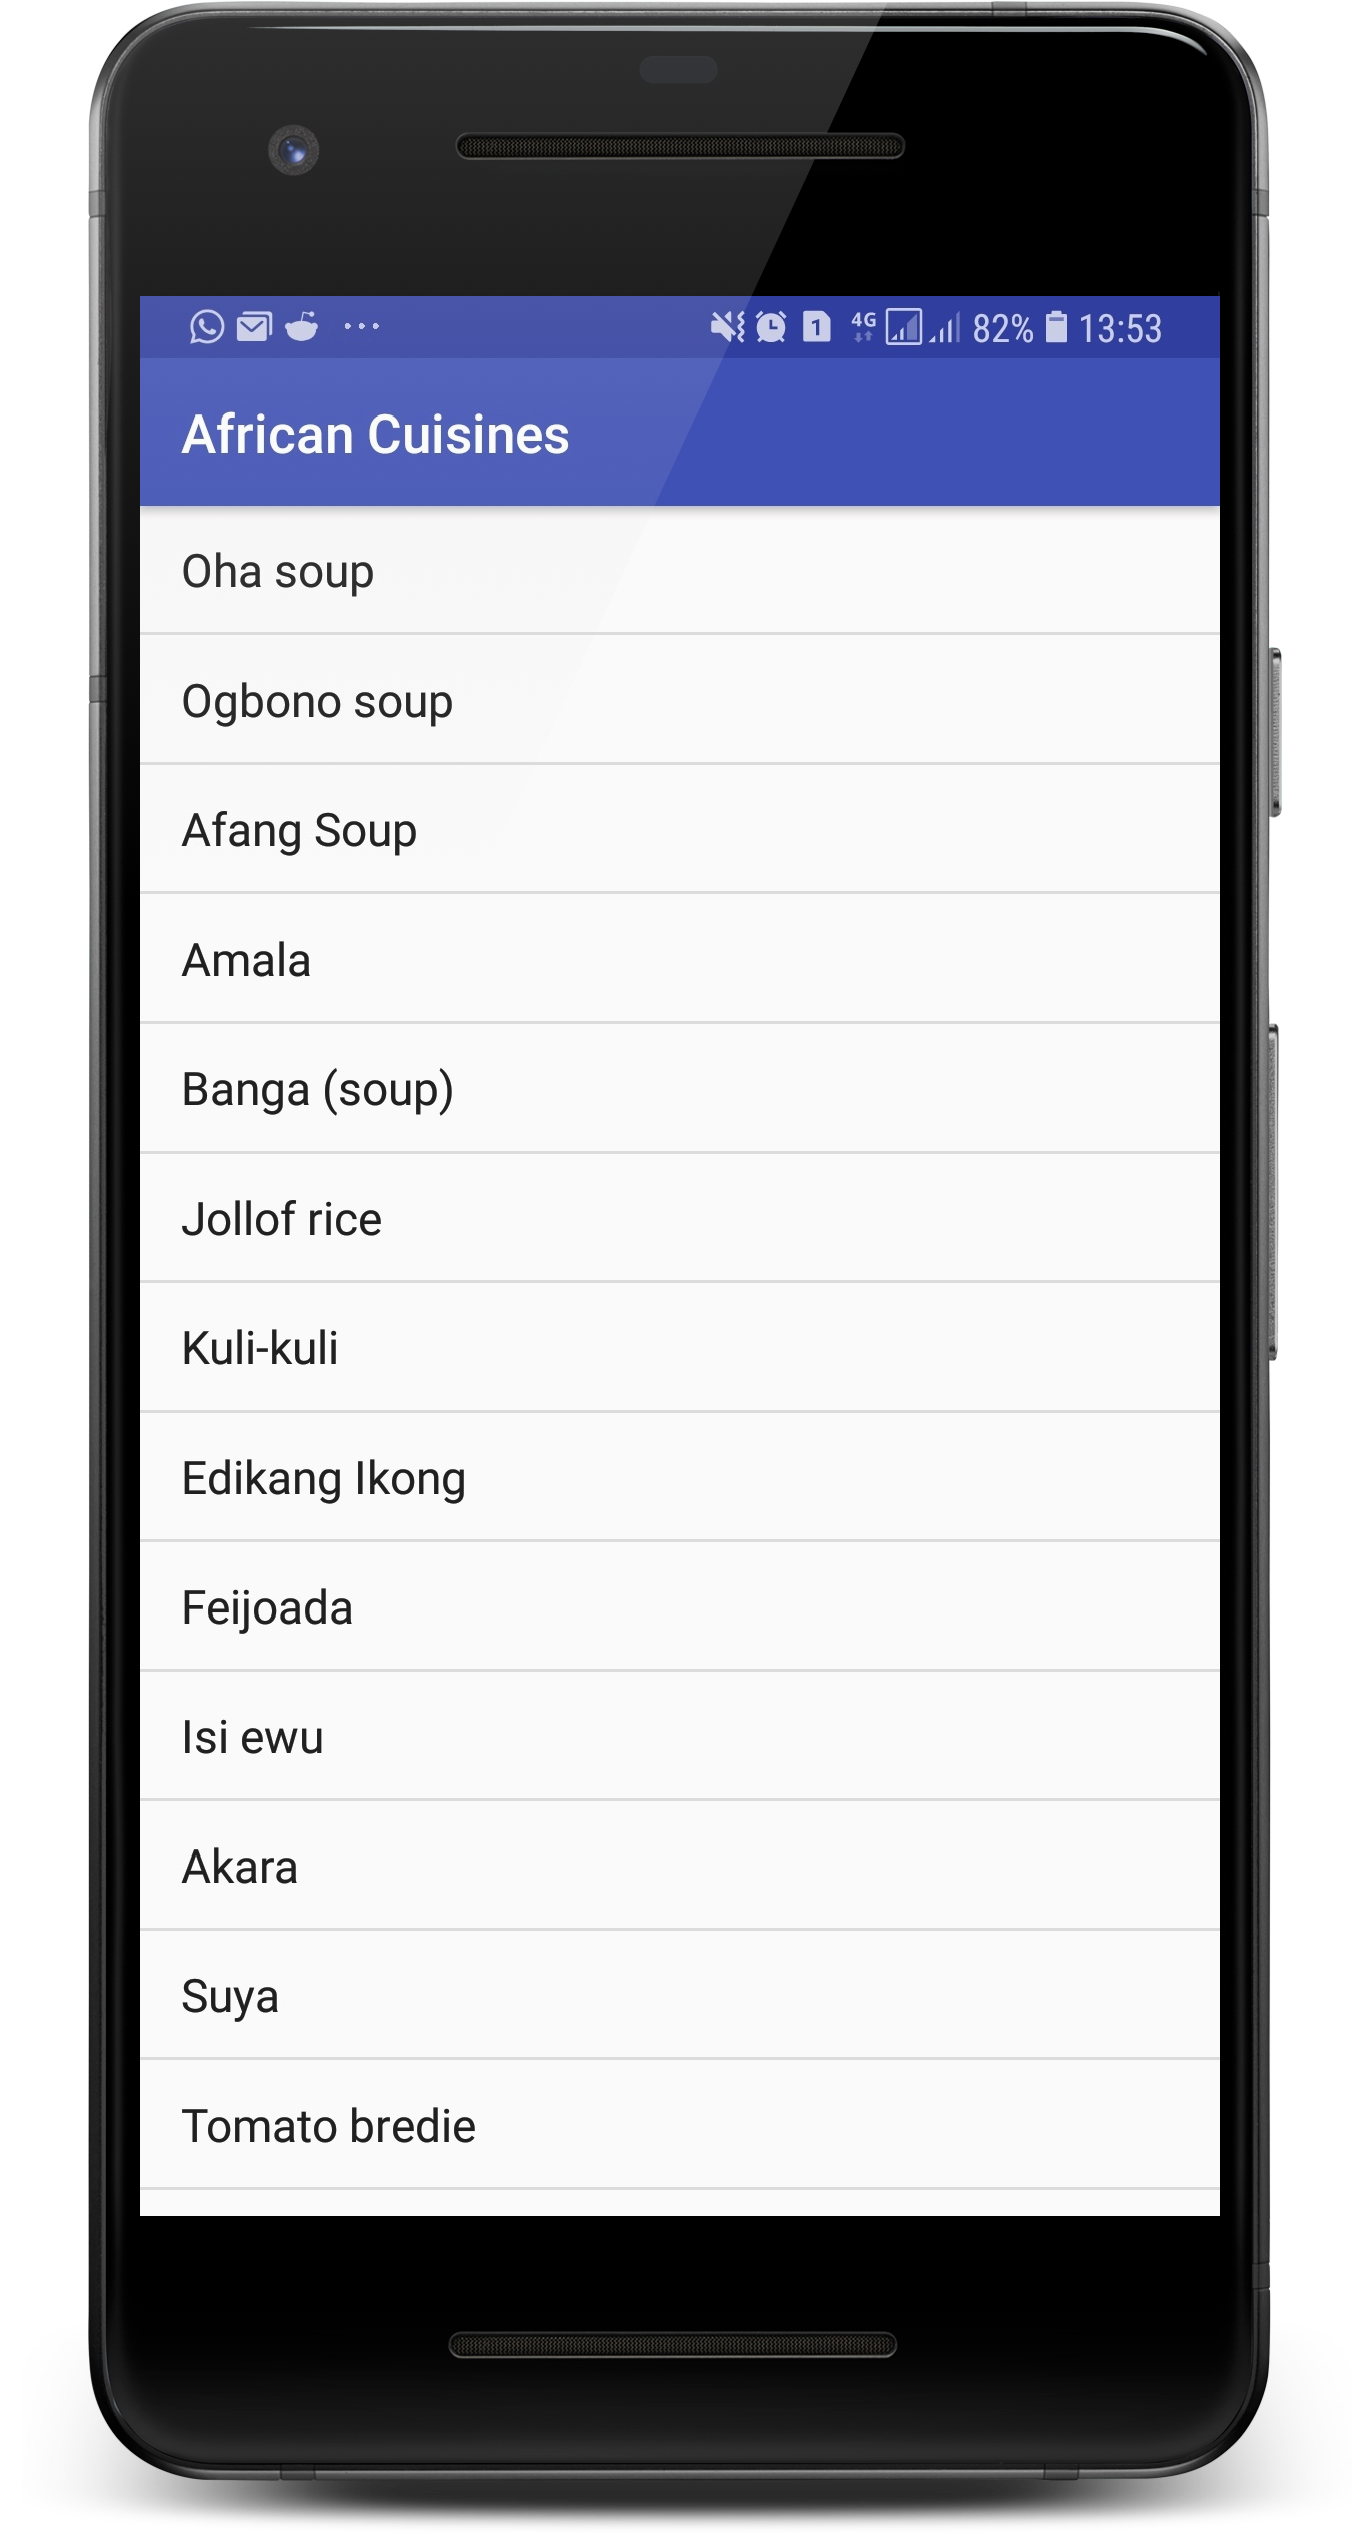 4G 1 82% 13:53
African Cuisines
Oha soup
Ogbono soup
Afang Soup
Amala
Banga (soup)
Jollof rice
Kuli-kuli
Edikang Ikong
Feijoada
Isi ewu
Akara
Suya
Tomato bredie